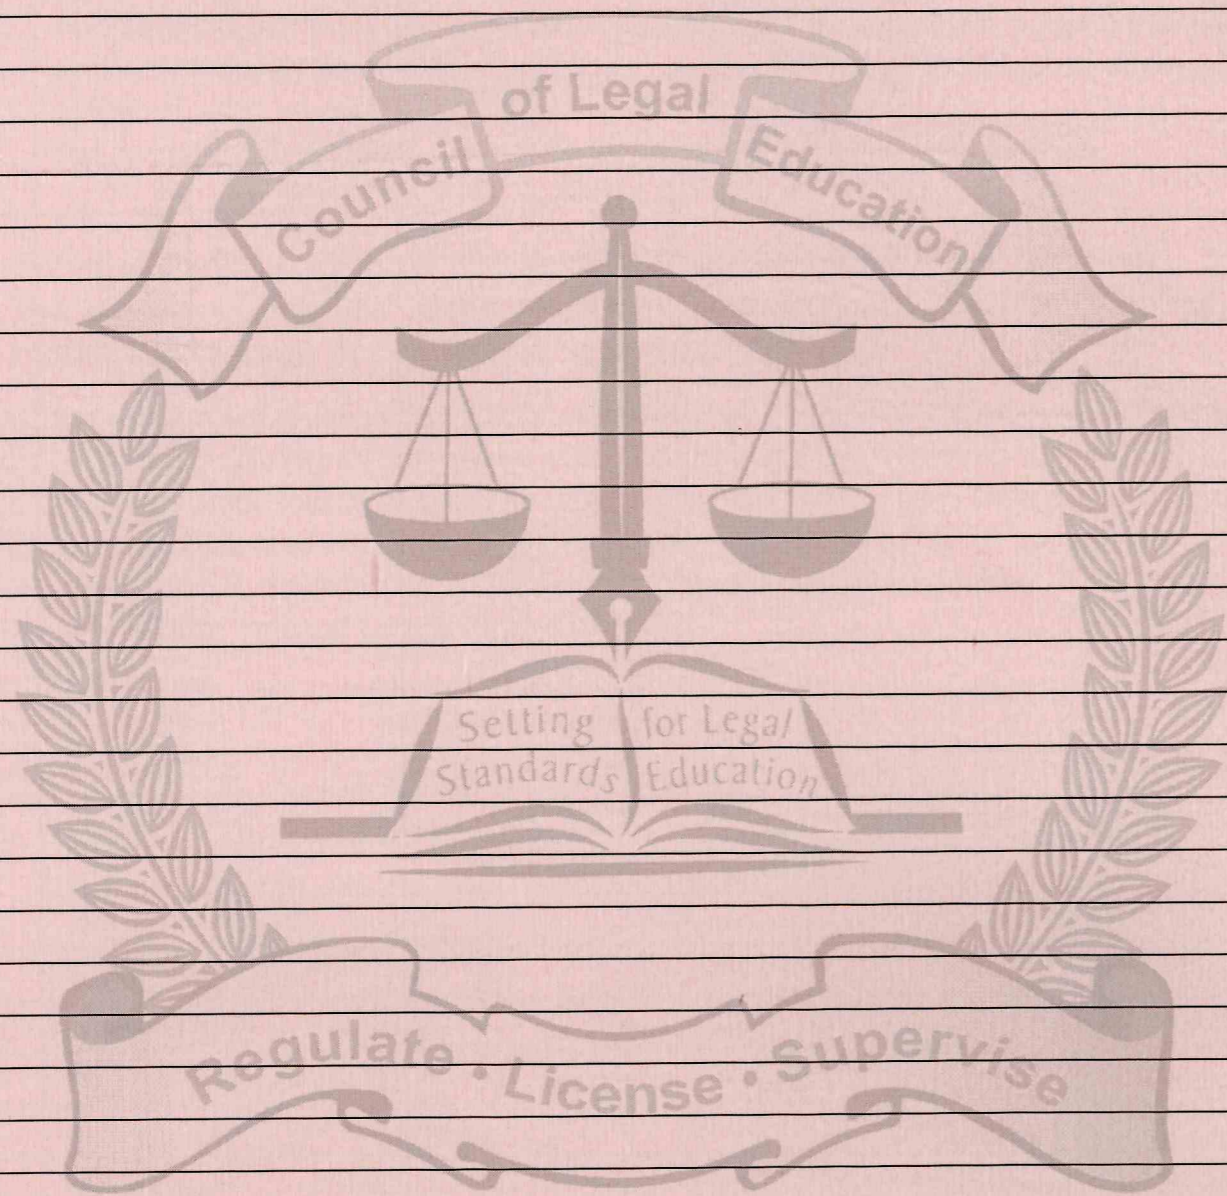 Council of Legal Education
Setting for Legal
Standards Education
Regulate • License • Supervise